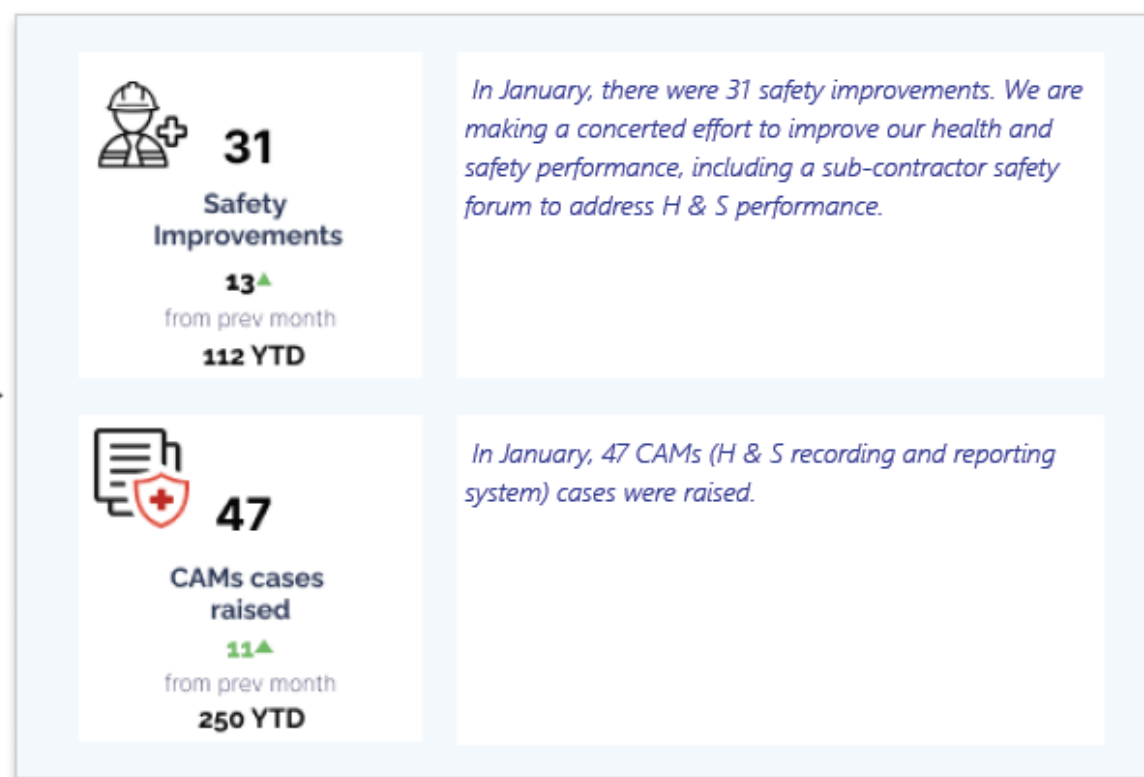 31
Safety
Improvements
13▲
from prev month
112 YTD
In January, there were 31 safety improvements. We are
making a concerted effort to improve our health and
safety performance, including a sub-contractor safety
forum to address H & S performance.
47
CAMs cases
raised
11▲
from prev month
250 YTD
In January, 47 CAMs (H & S recording and reporting
system) cases were raised.